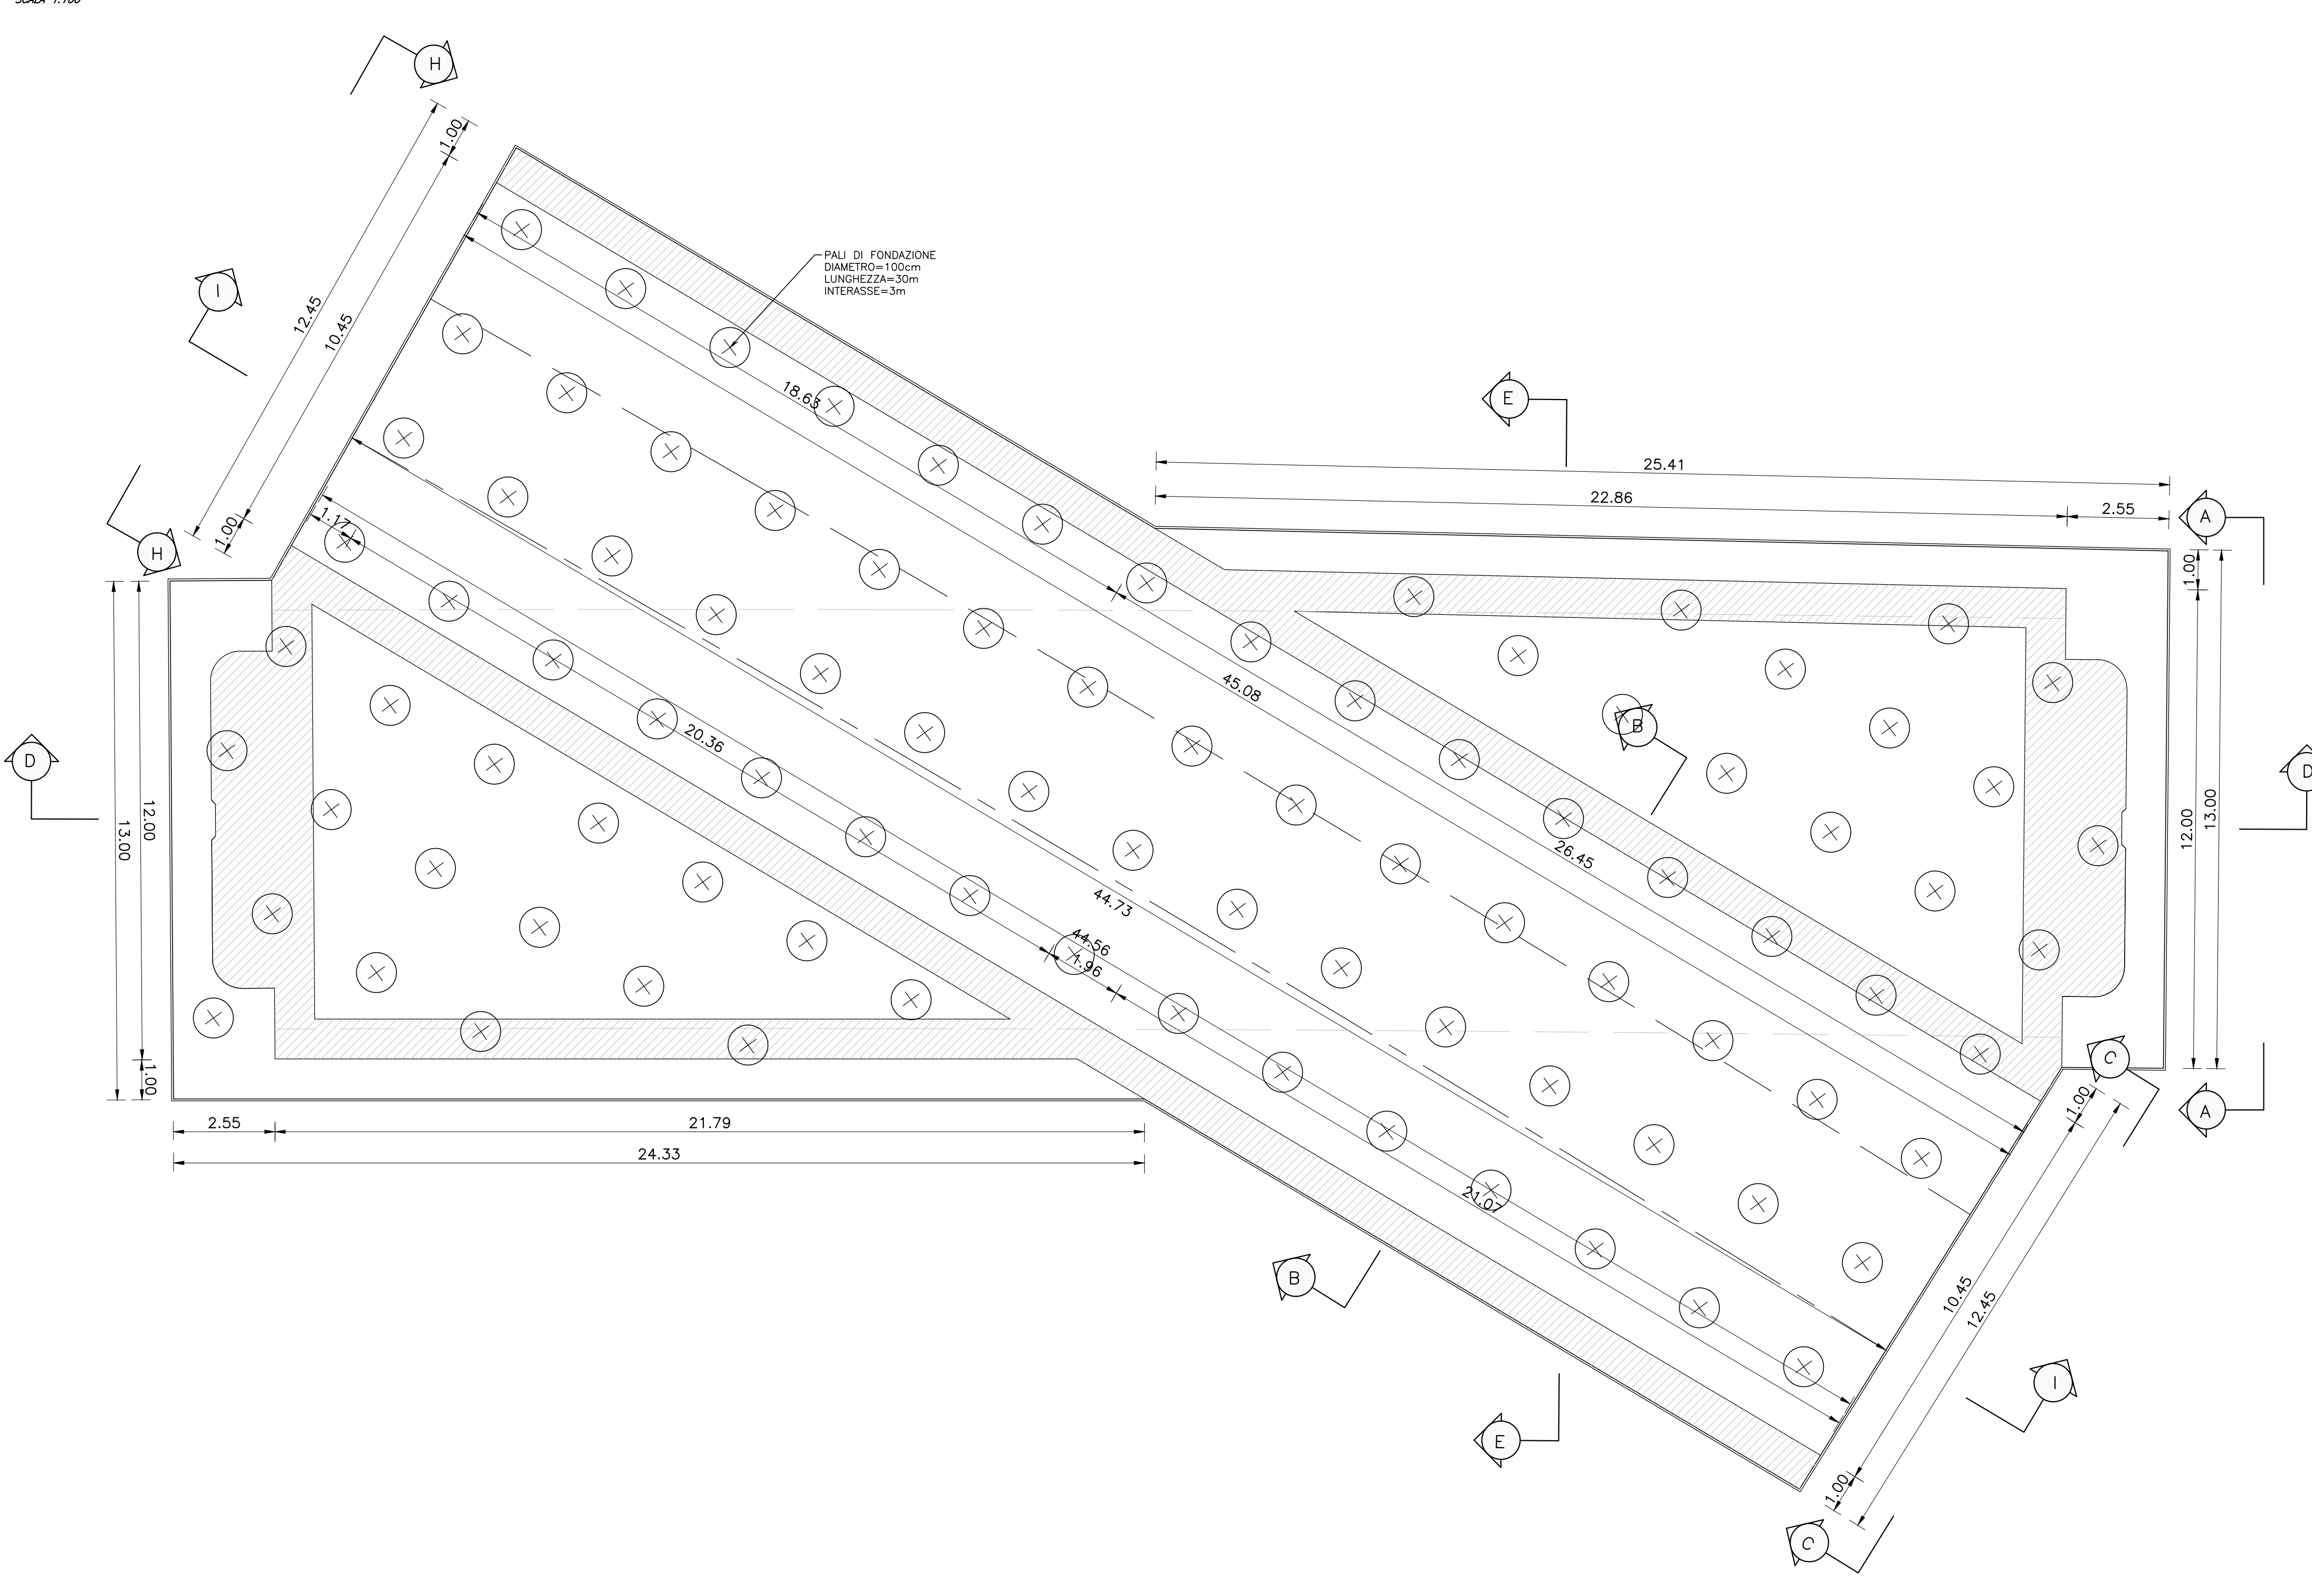 H
1.00
12.45
10.45
I
PALI DI FONDAZIONE
DIAMETRO=100cm
LUNGHEZZA=30m
INTERASSE=3m
18.63
E
25.41
22.86
2.55
A
1.00
1.17
1.00
H
45.08
B
20.36
D
D
12.00
13.00
12.00
13.00
26.45
44.73
44.56
1.96
C
1.00
1.00
A
2.55
21.79
24.33
21.07
B
10.45
12.45
I
E
1.00
C